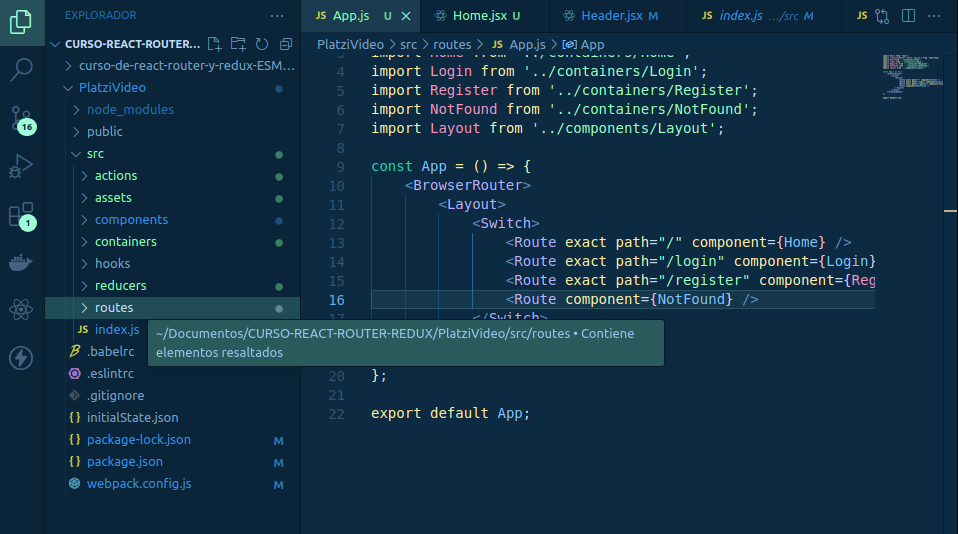 EXPLORADOR
CURSO-REACT-ROUTER...
curso-de-react-router-y-redux-ESM...
PlatziVideo
node_modules
public
src
actions
assets
components
containers
hooks
reducers
routes
JS index.js
.babelrc
.eslintrc
.gitignore
{} initialState.json
{} package-lock.json M
{} package.json M
webpack.config.js M
16
1
JS App.js U
Home.jsx U
Header.jsx M
JS index.js .../src M
JS
PlatziVideo > src > routes > JS App.js > App
3 import Home from '../containers/Home';
4 import Login from '../containers/Login';
5 import Register from '../containers/Register';
6 import NotFound from '../containers/NotFound';
7 import Layout from '../components/Layout';
8
9 const App = () => {
10 <BrowserRouter>
11 <Layout>
12 <Switch>
13 <Route exact path="/" component={Home} />
14 <Route exact path="/login" component={Login}
15 <Route exact path="/register" component={Reg
16 <Route component={NotFound} />
17 </Switch>
~/Documentos/CURSO-REACT-ROUTER-REDUX/PlatziVideo/src/routes • Contiene
elementos resaltados
20 };
21
22 export default App;